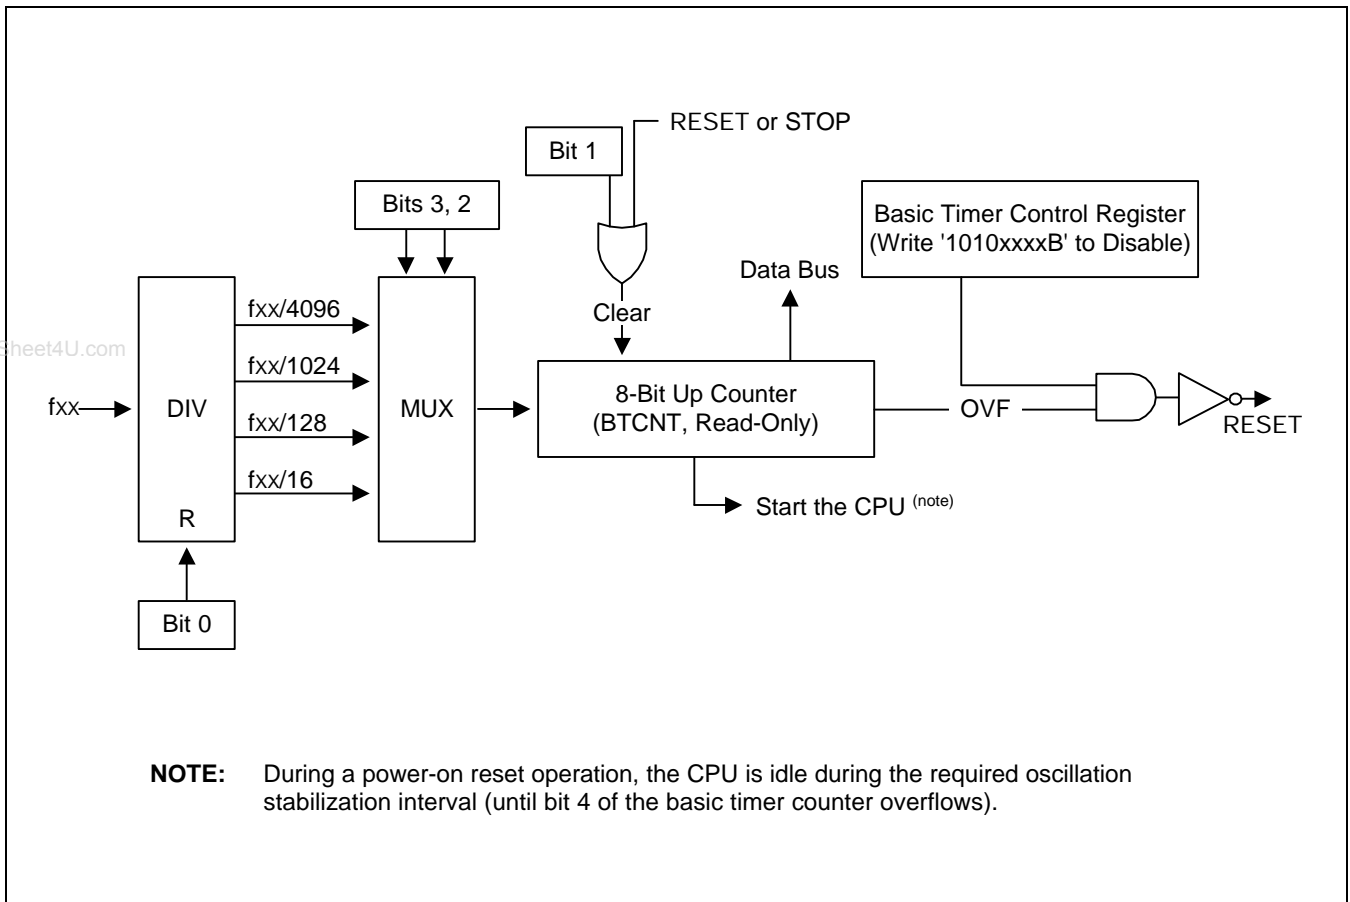 RESET or STOP
Bit 1
Bits 3, 2
Basic Timer Control Register
(Write '1010xxxxB' to Disable)
Data Bus
fxx/4096
Clear
heet4U.com
fxx/1024
8-Bit Up Counter
(BTCNT, Read-Only)
fxx
DIV
MUX
OVF
RESET
fxx/128
fxx/16
Start the CPU (note)
R
Bit 0
NOTE: During a power-on reset operation, the CPU is idle during the required oscillation
stabilization interval (until bit 4 of the basic timer counter overflows).